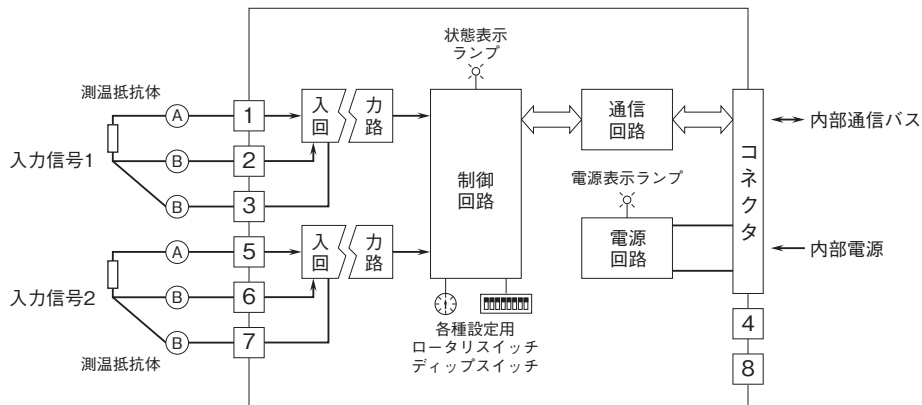 状態表示
ランプ
測温抵抗体
A
1
入力
回路
通信
回路
内部通信バス
入力信号1
B
2
B
3
制御
回路
コネクタ
電源表示ランプ
A
5
入力
回路
電源
回路
内部電源
入力信号2
B
6
B
7
測温抵抗体
各種設定用
ロータリスイッチ
ディップスイッチ
4
8